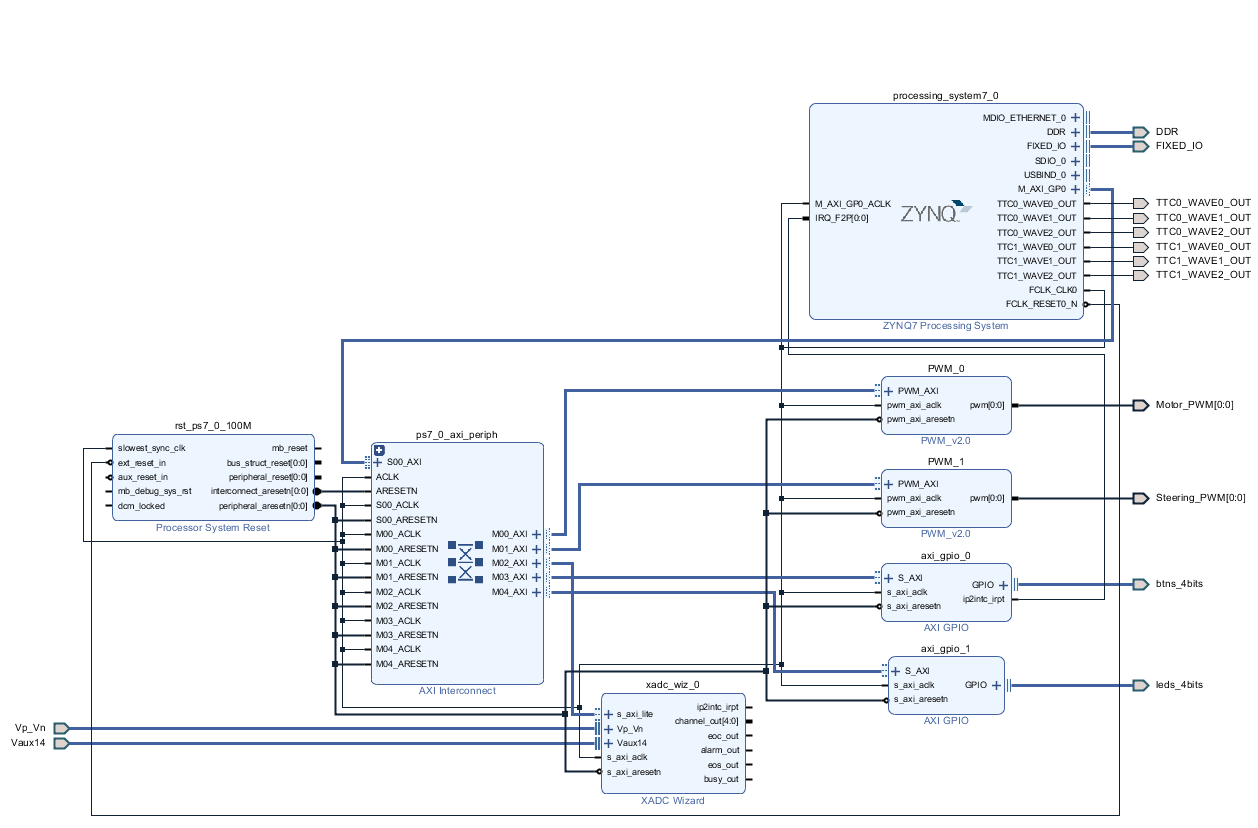 processing_system7_0
MDIO_ETHERNET_0
DDR
FIXED_IO
SDIO_0
USBIND_0
M_AXI_GP0
M_AXI_GP0_ACLK
IRQ_F2P[0:0]
ZYNQ
TTC0_WAVE0_OUT
TTC0_WAVE1_OUT
TTC0_WAVE2_OUT
TTC1_WAVE0_OUT
TTC1_WAVE1_OUT
TTC1_WAVE2_OUT
FCLK_CLK0
FCLK_RESET0_N
ZYNQ7 Processing System
DDR
FIXED_IO
TTC0_WAVE0_OUT
TTC0_WAVE1_OUT
TTC0_WAVE2_OUT
TTC1_WAVE0_OUT
TTC1_WAVE1_OUT
TTC1_WAVE2_OUT
PWM_0
PWM_AXI
pwm_axi_aclk
pwm_axi_aresetn
pwm[0:0]
PWM_v2.0
Motor_PWM[0:0]
rst_ps7_0_100M
slowest_sync_clk
ext_reset_in
aux_reset_in
mb_debug_sys_rst
dcm_locked
mb_reset
bus_struct_reset[0:0]
peripheral_reset[0:0]
interconnect_aresetn[0:0]
peripheral_aresetn[0:0]
Processor System Reset
ps7_0_axi_periph
S00_AXI
ACLK
ARESETN
S00_ACLK
S00_ARESETN
M00_ACLK
M00_ARESETN
M01_ACLK
M01_ARESETN
M02_ACLK
M02_ARESETN
M03_ACLK
M03_ARESETN
M04_ACLK
M04_ARESETN
M00_AXI
M01_AXI
M02_AXI
M03_AXI
M04_AXI
AXI Interconnect
PWM_1
PWM_AXI
pwm_axi_aclk
pwm_axi_aresetn
pwm[0:0]
PWM_v2.0
Steering_PWM[0:0]
axi_gpio_0
S_AXI
s_axi_aclk
s_axi_aresetn
GPIO
ip2intc_irpt
AXI GPIO
btns_4bits
axi_gpio_1
S_AXI
s_axi_aclk
s_axi_aresetn
GPIO
AXI GPIO
leds_4bits
xadc_wiz_0
s_axi_lite
Vp_Vn
Vaux14
s_axi_aclk
s_axi_aresetn
ip2intc_irpt
channel_out[4:0]
eoc_out
alarm_out
eos_out
busy_out
XADC Wizard
Vp_Vn
Vaux14